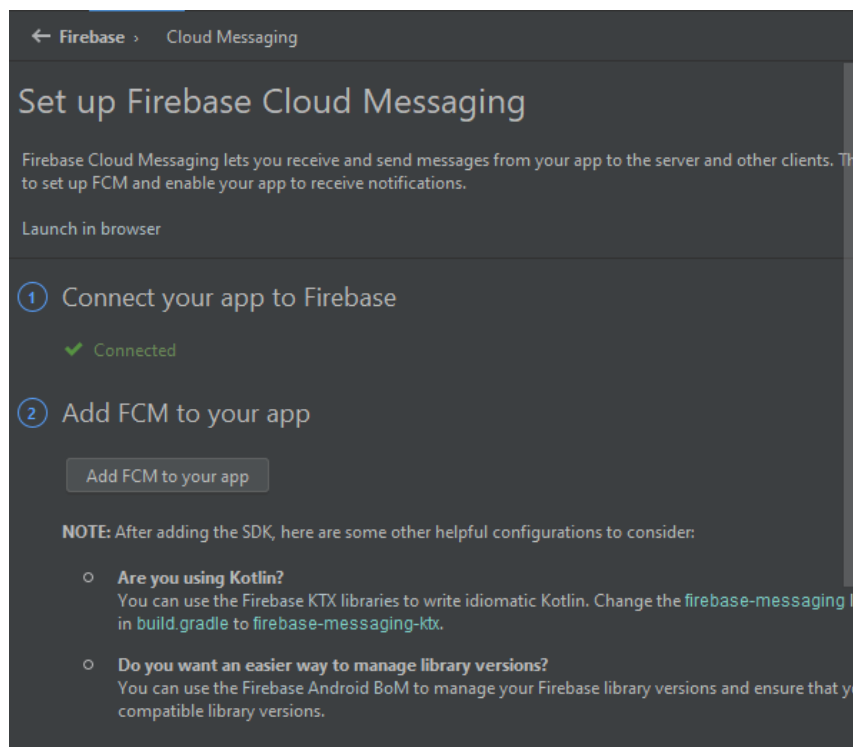 ← Firebase › Cloud Messaging
Set up Firebase Cloud Messaging
Firebase Cloud Messaging lets you receive and send messages from your app to the server and other clients.
to set up FCM and enable your app to receive notifications.
Launch in browser
1 Connect your app to Firebase
✔ Connected
2 Add FCM to your app
Add FCM to your app
NOTE: After adding the SDK, here are some other helpful configurations to consider:
Are you using Kotlin?
You can use the Firebase KTX libraries to write idiomatic Kotlin. Change the firebase-messaging
in build.gradle to firebase-messaging-ktx.
Do you want an easier way to manage library versions?
You can use the Firebase Android BoM to manage your Firebase library versions and ensure that
compatible library versions.